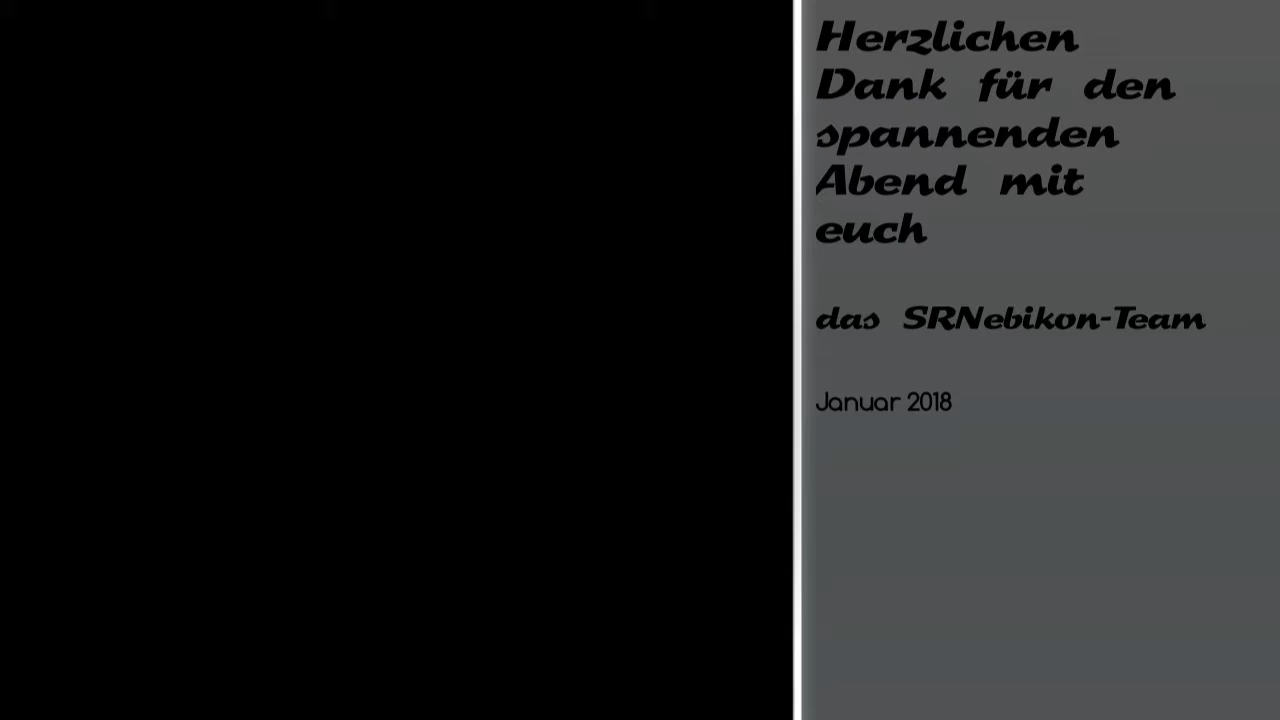 Herzlichen
Dank für den
spannenden
Abend mit
euch
das SRNebikon-Team
Januar 2018